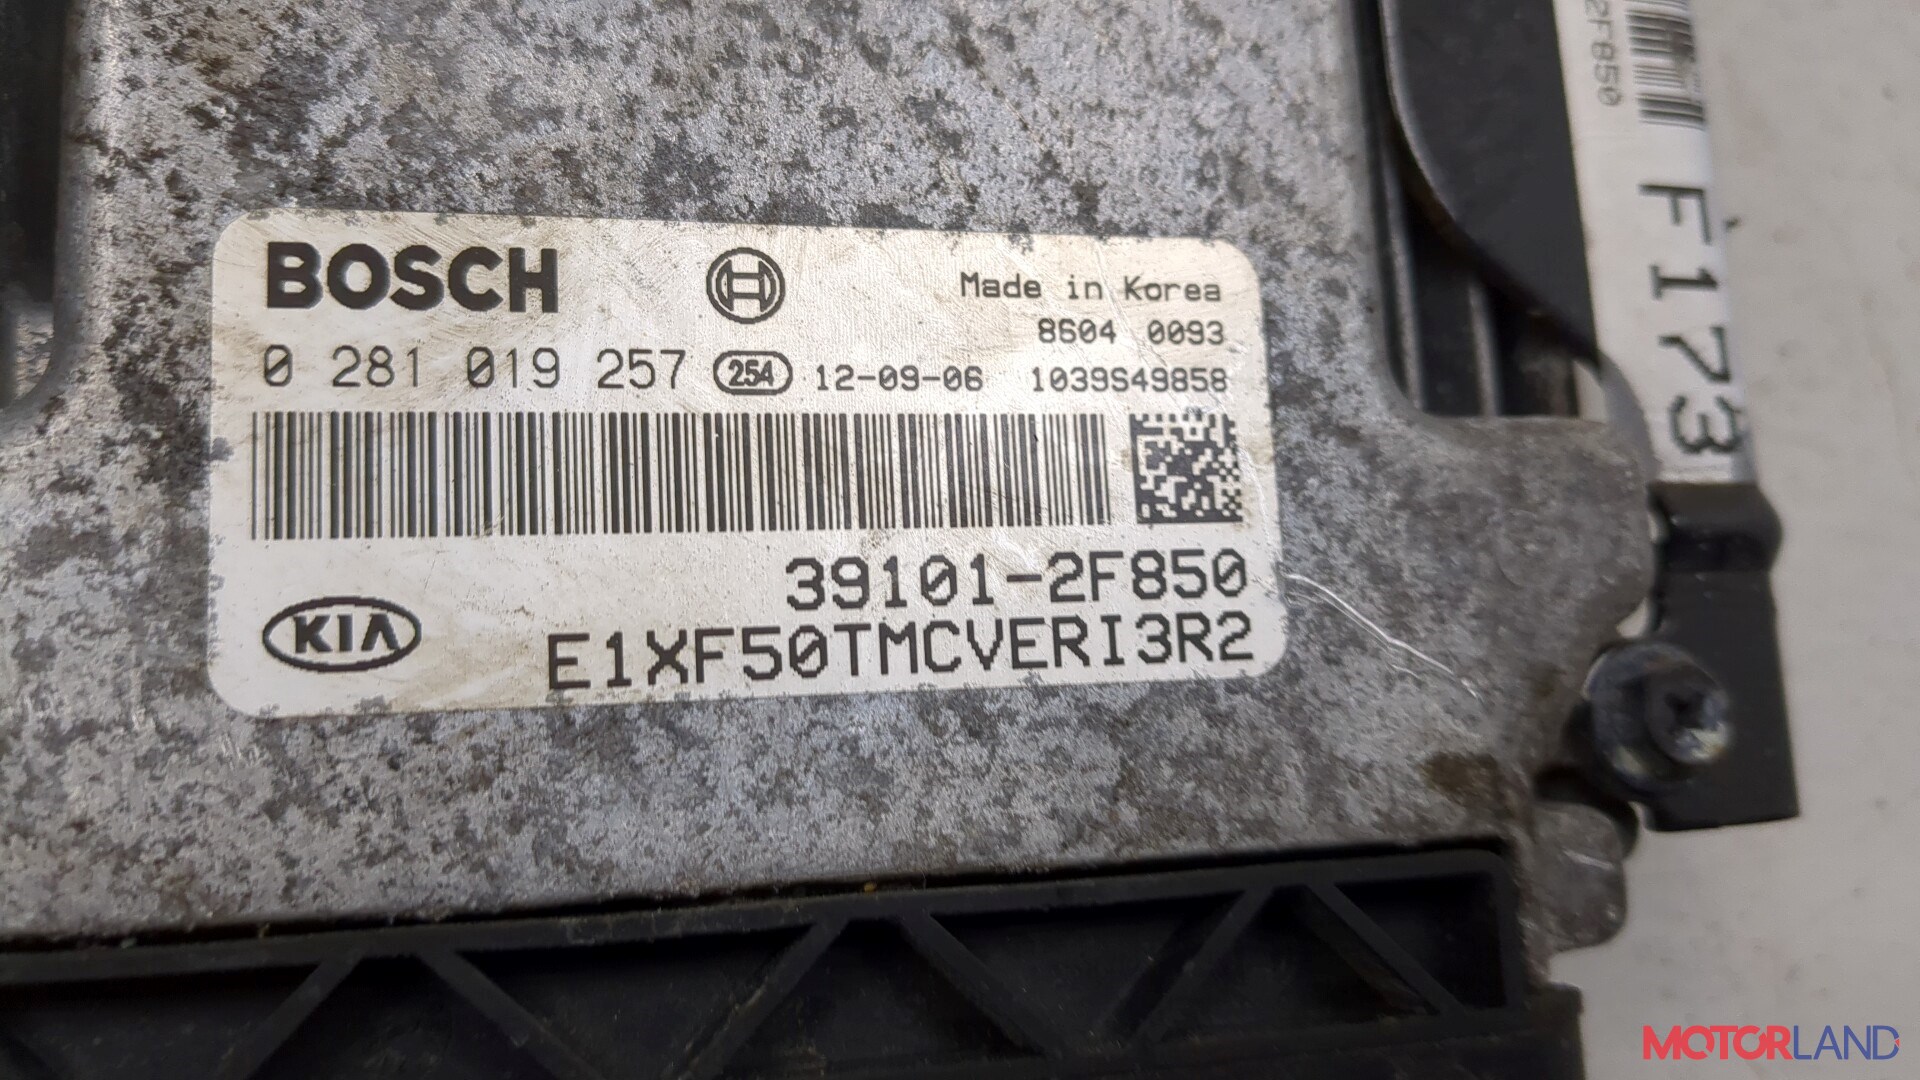 BOSCH
Made in Korea
8604 0093
0 281 019 257 254 12-09-06 1039S49858
39101-2F850
KIA
E1XF50TMCVERI3R2
2F850
F173
MOTORLAND